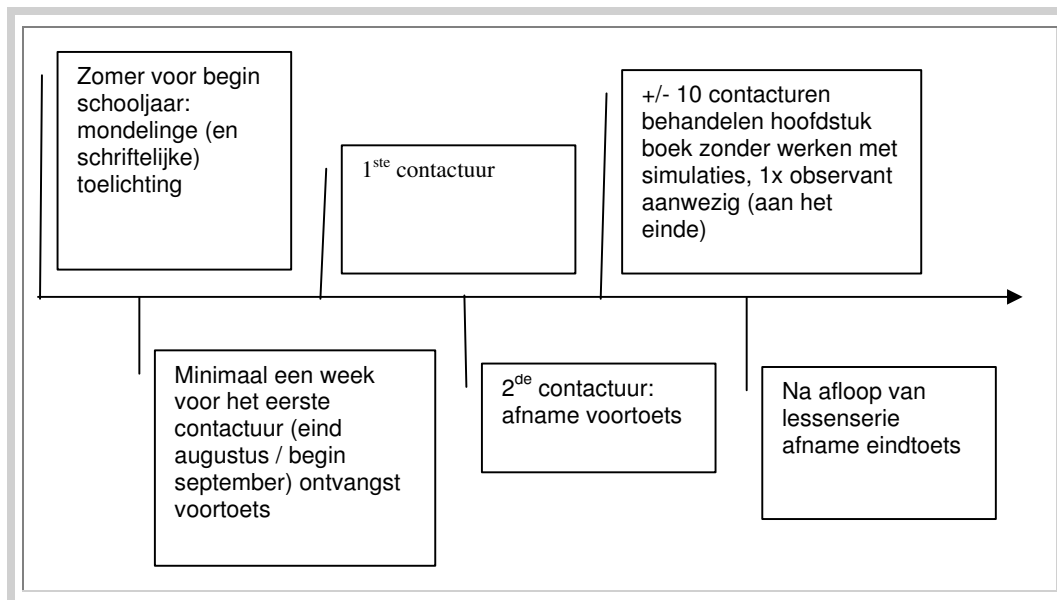 Zomer voor begin
schooljaar:
mondelinge (en
schriftelijke)
toelichting
Minimaal een week
voor het eerste
contactuur (eind
augustus / begin
september) ontvangst
voortoets
1ste contactuur
2de contactuur:
afname voortoets
+/- 10 contacturen
behandelen hoofdstuk
boek zonder werken met
simulaties, 1x observant
aanwezig (aan het
einde)
Na afloop van
lessenserie
afname eindtoets